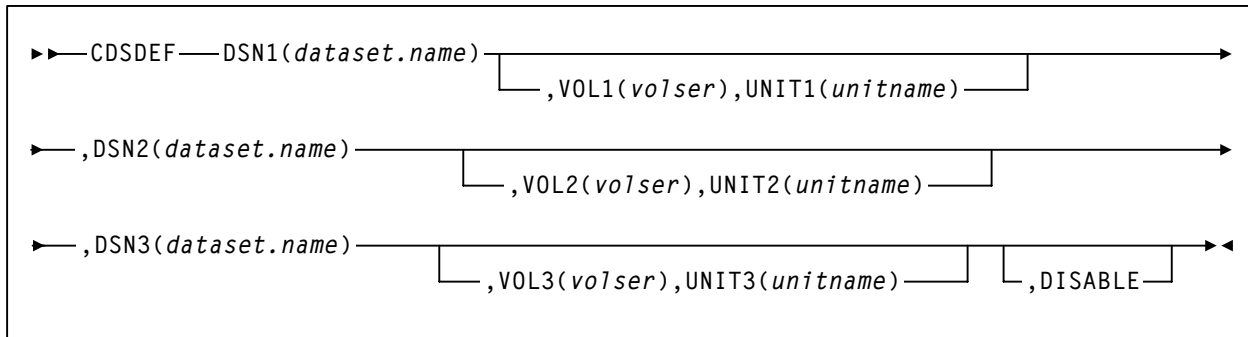 CDSDEF DSN1(dataset.name)
,VOL1(volser),UNIT1(unitname)
,DSN2(dataset.name)
,VOL2(volser),UNIT2(unitname)
,DSN3(dataset.name)
,VOL3(volser),UNIT3(unitname) ,DISABLE